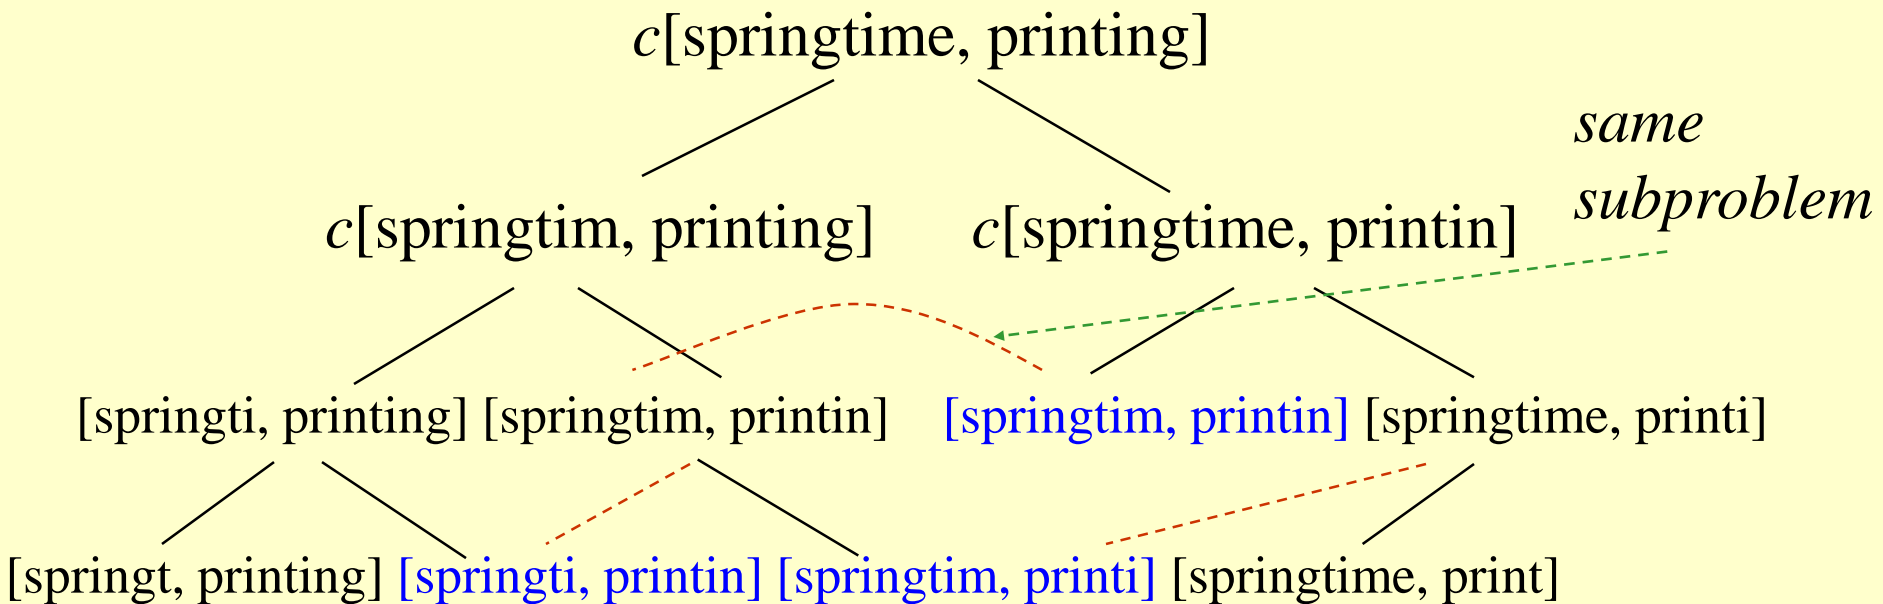 c[springtime, printing]
same
subproblem
c[springtim, printing] c[springtime, printin]
[springti, printing] [springtim, printin] [springtim, printin] [springtime, printi]
[springt, printing] [springti, printin] [springtim, printi] [springtime, print]